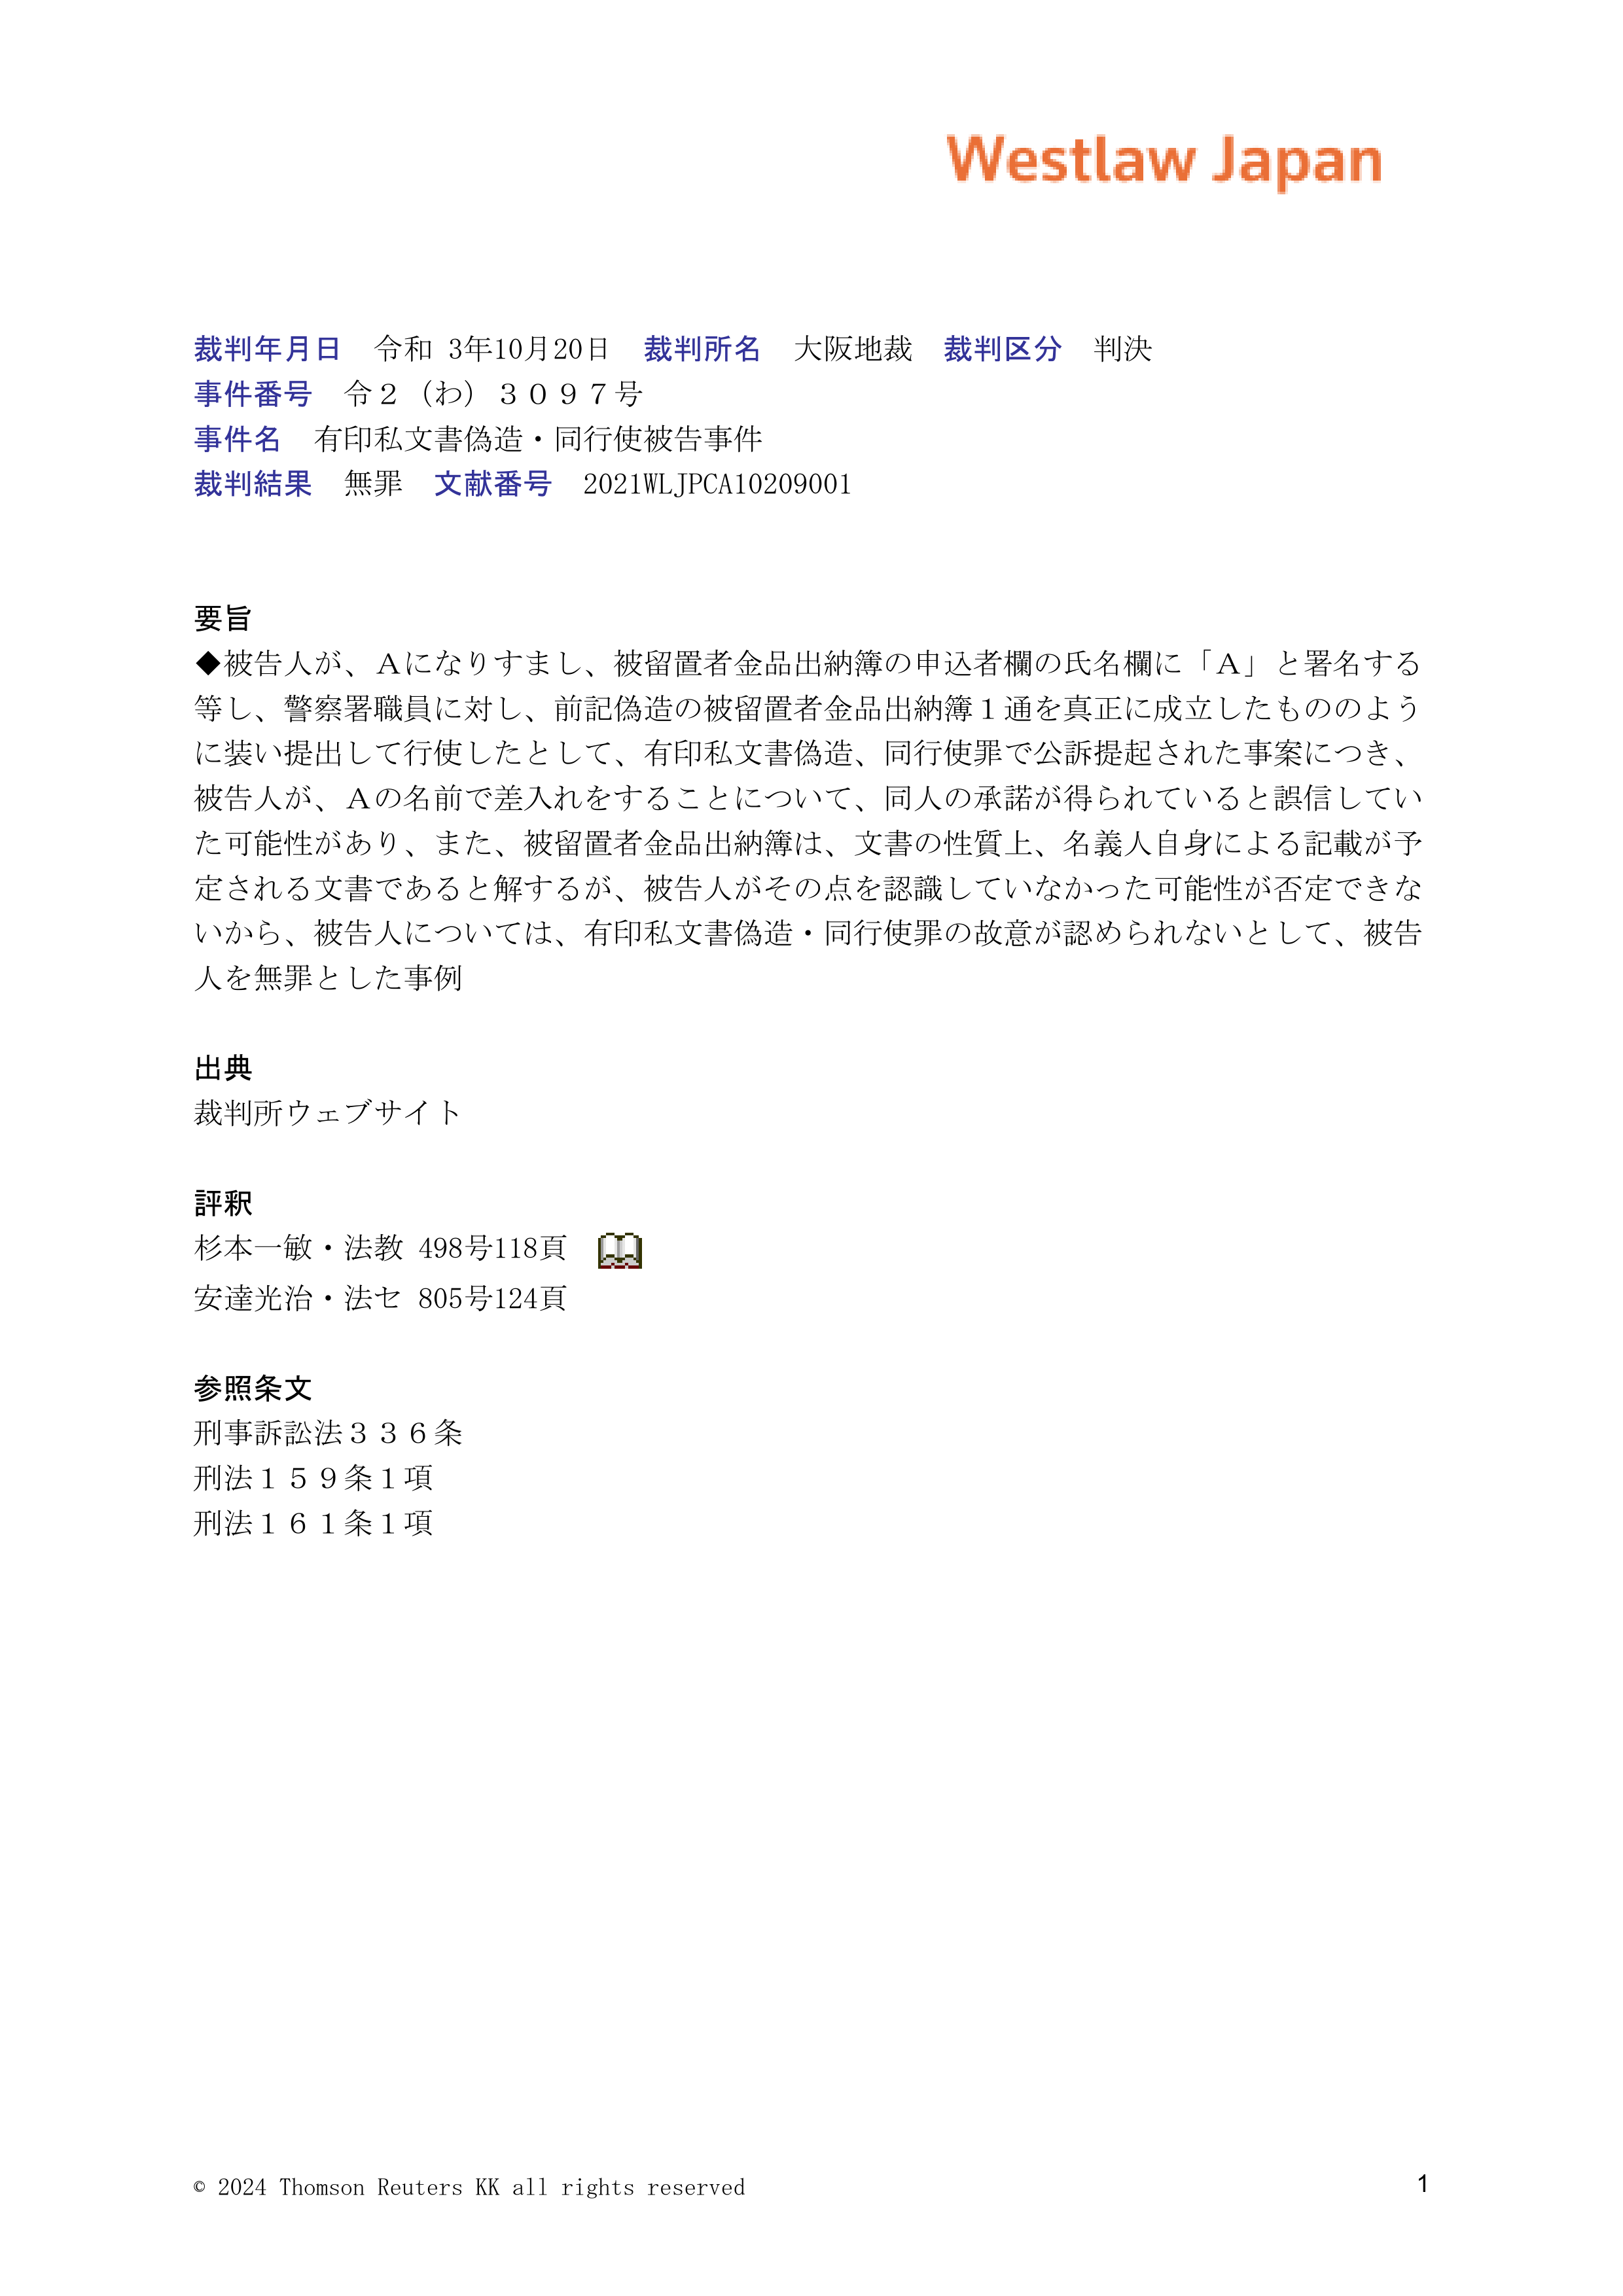 Westlaw Japan
裁判年月日　令和 3年10月20日　裁判所名　大阪地裁　裁判区分　判決
事件番号　令２（わ）３０９７号
事件名　有印私文書偽造・同行使被告事件
裁判結果　無罪　文献番号　2021WLJPCA10209001
要旨
◆被告人が、Ａになりすまし、被留置者金品出納簿の申込者欄の氏名欄に「Ａ」と署名する
等し、警察署職員に対し、前記偽造の被留置者金品出納簿１通を真正に成立したもののよう
に装い提出して行使したとして、有印私文書偽造、同行使罪で公訴提起された事案につき、
被告人が、Ａの名前で差入れをすることについて、同人の承諾が得られていると誤信してい
た可能性があり、また、被留置者金品出納簿は、文書の性質上、名義人自身による記載が予
定される文書であると解するが、被告人がその点を認識していなかった可能性が否定できな
いから、被告人については、有印私文書偽造・同行使罪の故意が認められないとして、被告
人を無罪とした事例
出典
裁判所ウェブサイト
評釈
杉本一敏・法教 498号118頁
安達光治・法セ 805号124頁
参照条文
刑事訴訟法３３６条
刑法１５９条１項
刑法１６１条１項
© 2024 Thomson Reuters KK all rights reserved
1